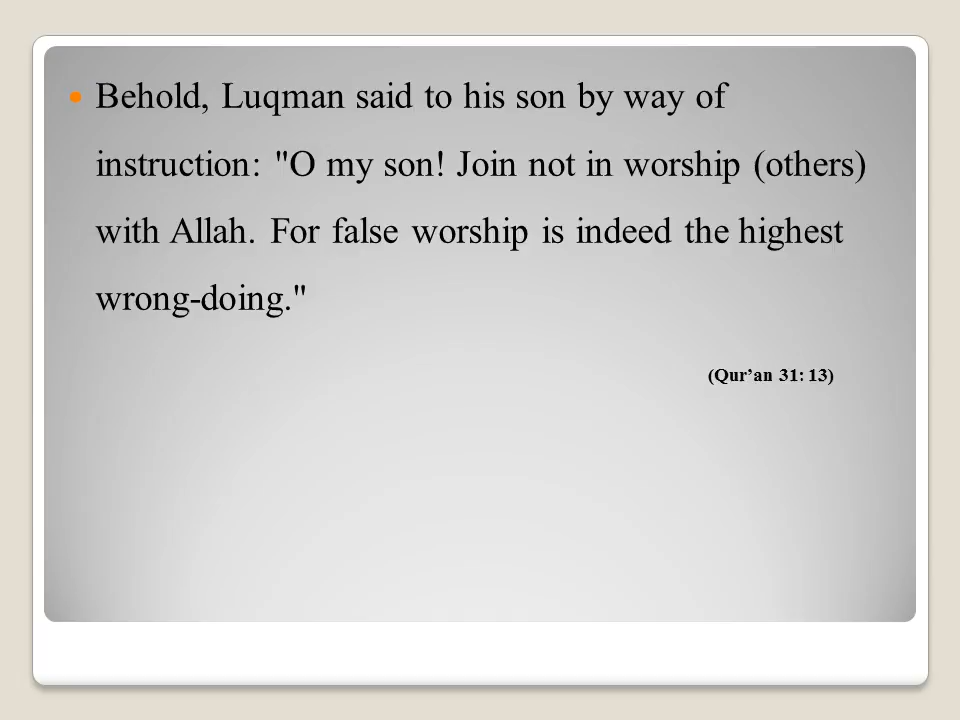 Behold, Luqman said to his son by way of
instruction: "O my son! Join not in worship (others)
with Allah. For false worship is indeed the highest
wrong-doing."
(Qur’an 31: 13)